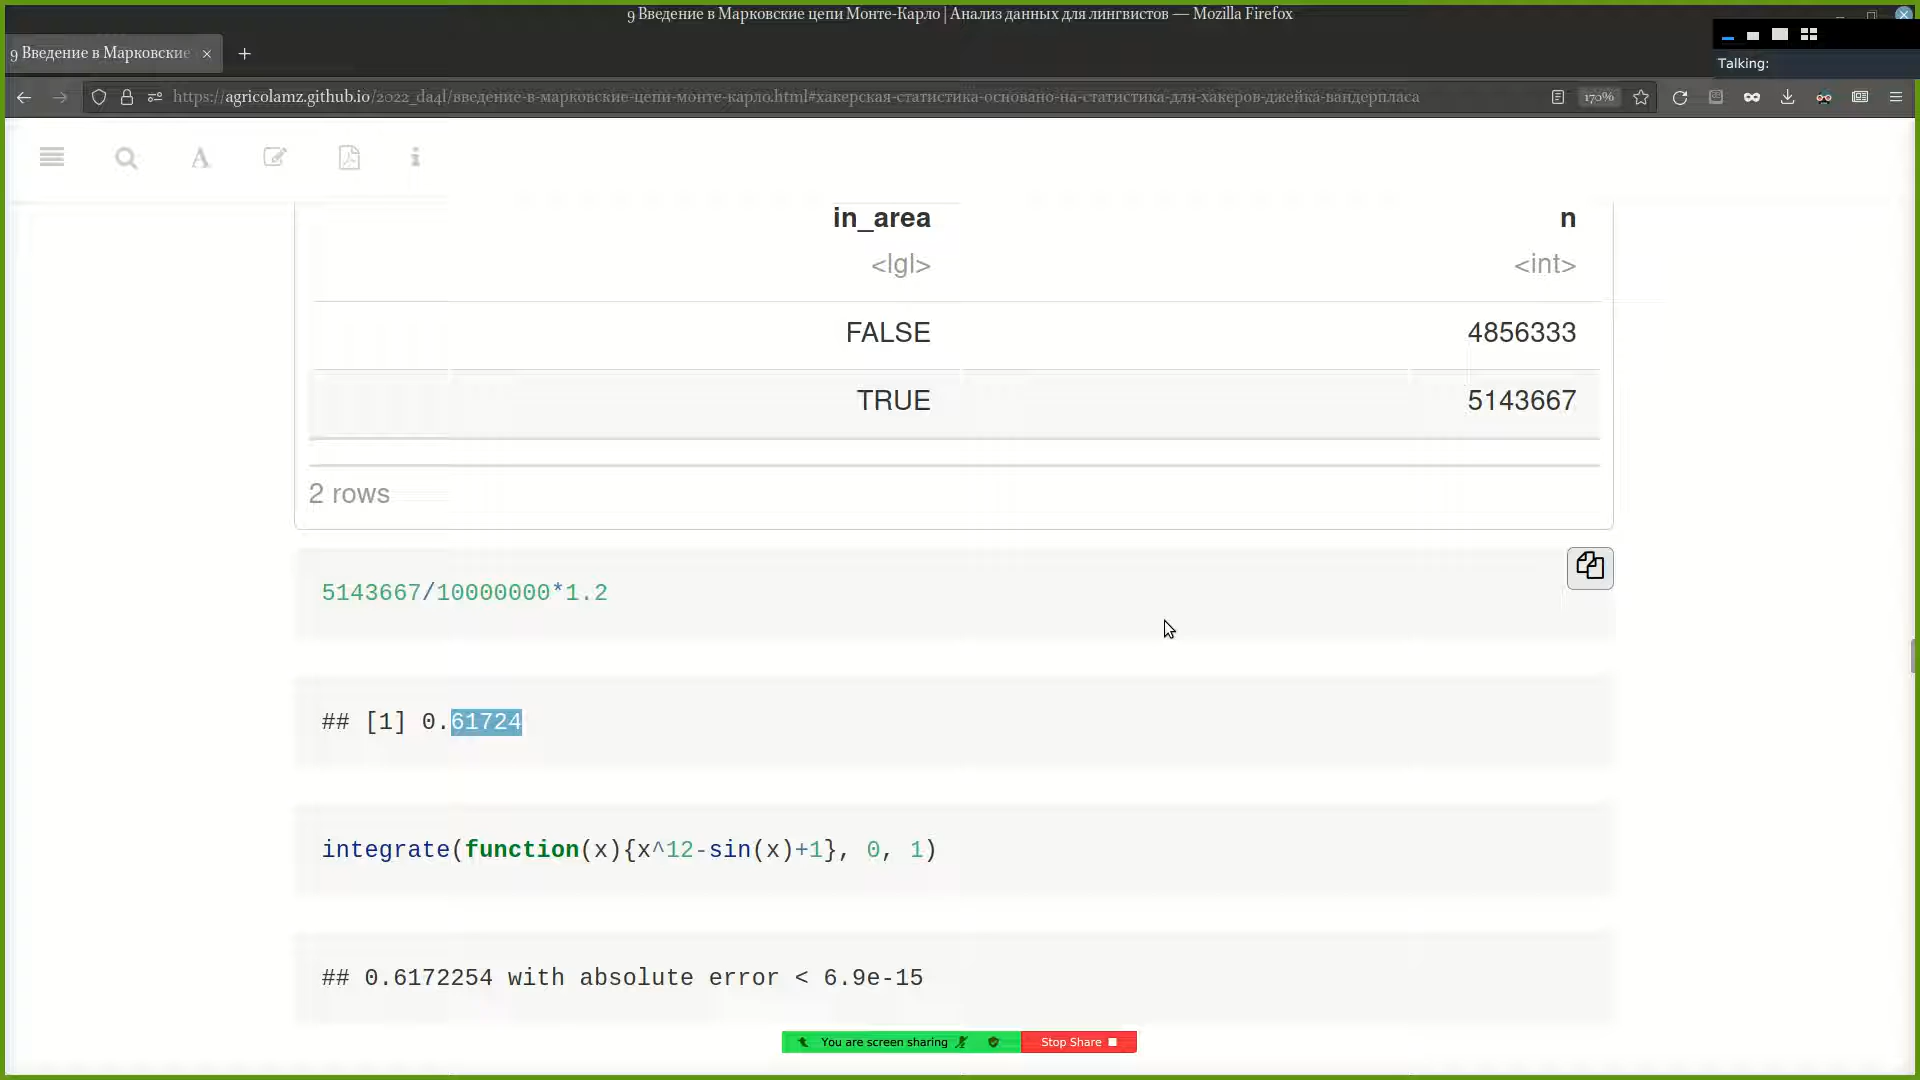 9 Введение в Марковские цепи Монте-Карло | Анализ данных для лингвистов — Mozilla Firefox
9 Введение в Марковские
Talking:
https://agricolamz.github.io/2022_da4l/введение-в-марковские-цепи-монте-карло.html#хакерская-статистика-основано-на-статистика-для-хакеров-джейка-вандерпласа
170%
in_area n
<lgl> <int>
FALSE 4856333
TRUE 5143667
2 rows
5143667/10000000*1.2
## [1] 0.61724
integrate(function(x){x^12-sin(x)+1}, 0, 1)
## 0.6172254 with absolute error < 6.9e-15
You are screen sharing Stop Share